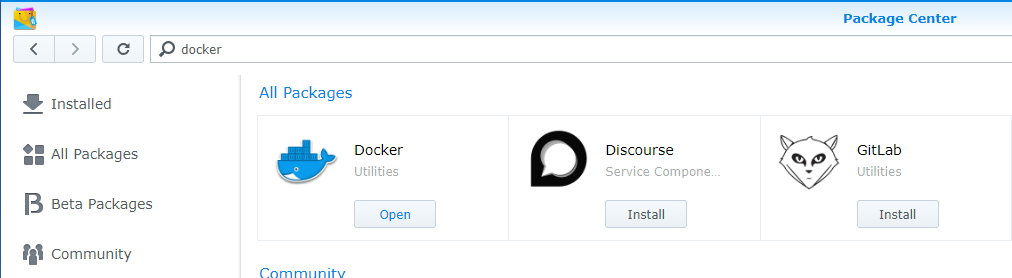 Package Center
docker
Installed
All Packages
Beta Packages
Community
All Packages
Docker
Utilities
Open
Discourse
Service Compone...
Install
GitLab
Utilities
Install
Community